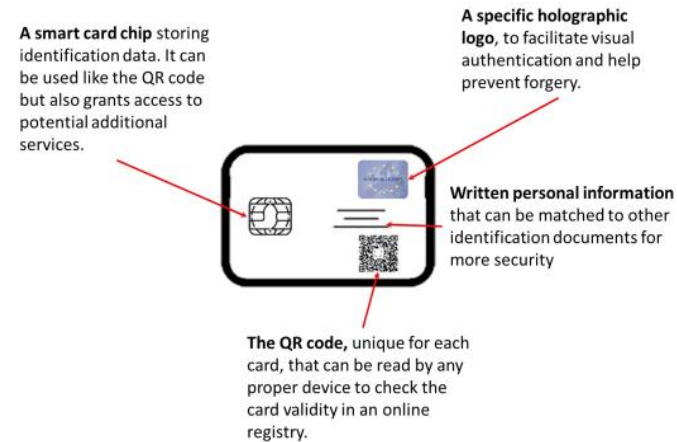 A smart card chip storing
identification data. It can
be used like the QR code
but also grants access to
potential additional
services.
A specific holographic
logo, to facilitate visual
authentication and help
prevent forgery.
Written personal information
that can be matched to other
identification documents for
more security
The QR code, unique for each
card, that can be read by any
proper device to check the
card validity in an online
registry.